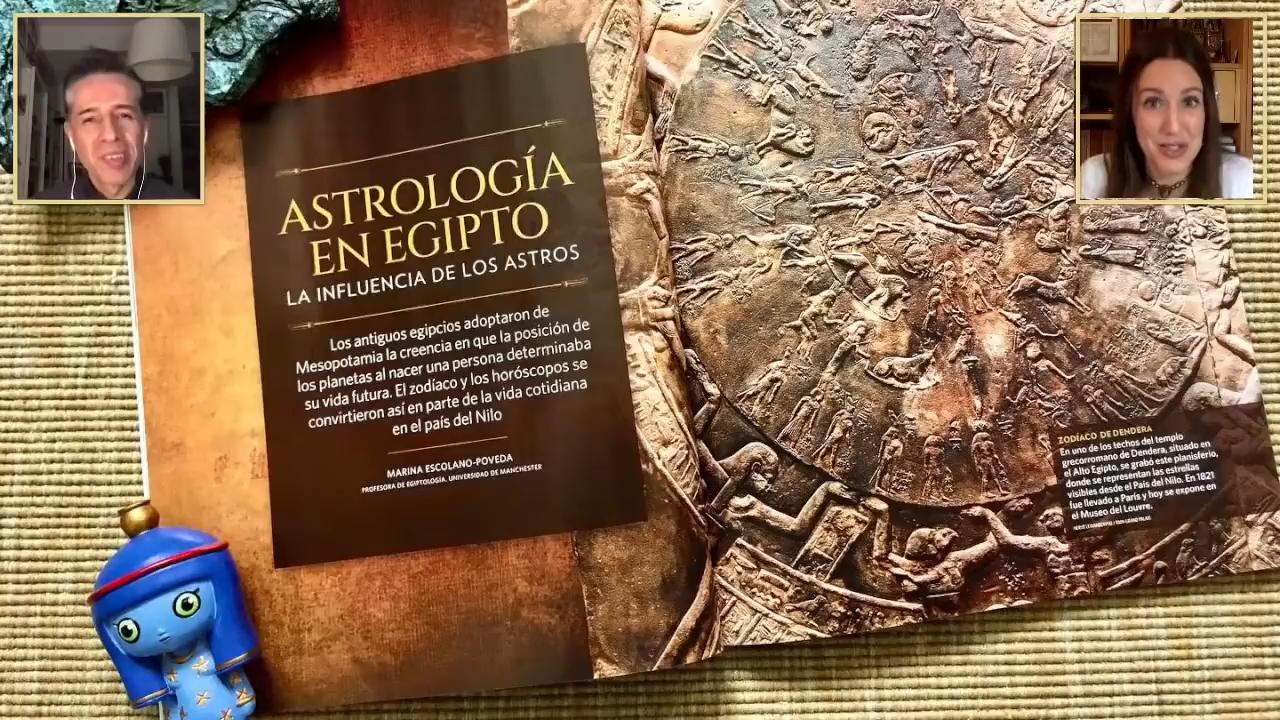 ASTROLOGÍA
EN EGIPTO
LA INFLUENCIA DE LOS ASTROS
Los antiguos egipcios adoptaron de
Mesopotamia la creencia en que la posición de
los planetas al nacer una persona determinaba
su vida futura. El zodíaco y los horóscopos se
convirtieron así en parte de la vida cotidiana
en el país del Nilo
MARINA ESCOLANO-POVEDA
PROFESORA DE EGIPTOLOGÍA. UNIVERSIDAD DE MANCHESTER
ZODÍACO DE DENDERA
En uno de los techos del templo
grecorromano de Dendera, situado en
el Alto Egipto, se grabó este planisferio,
donde se representan las estrellas
visibles desde el País del Nilo. En 1821
fue llevado a París y hoy se expone en
el Museo del Louvre.